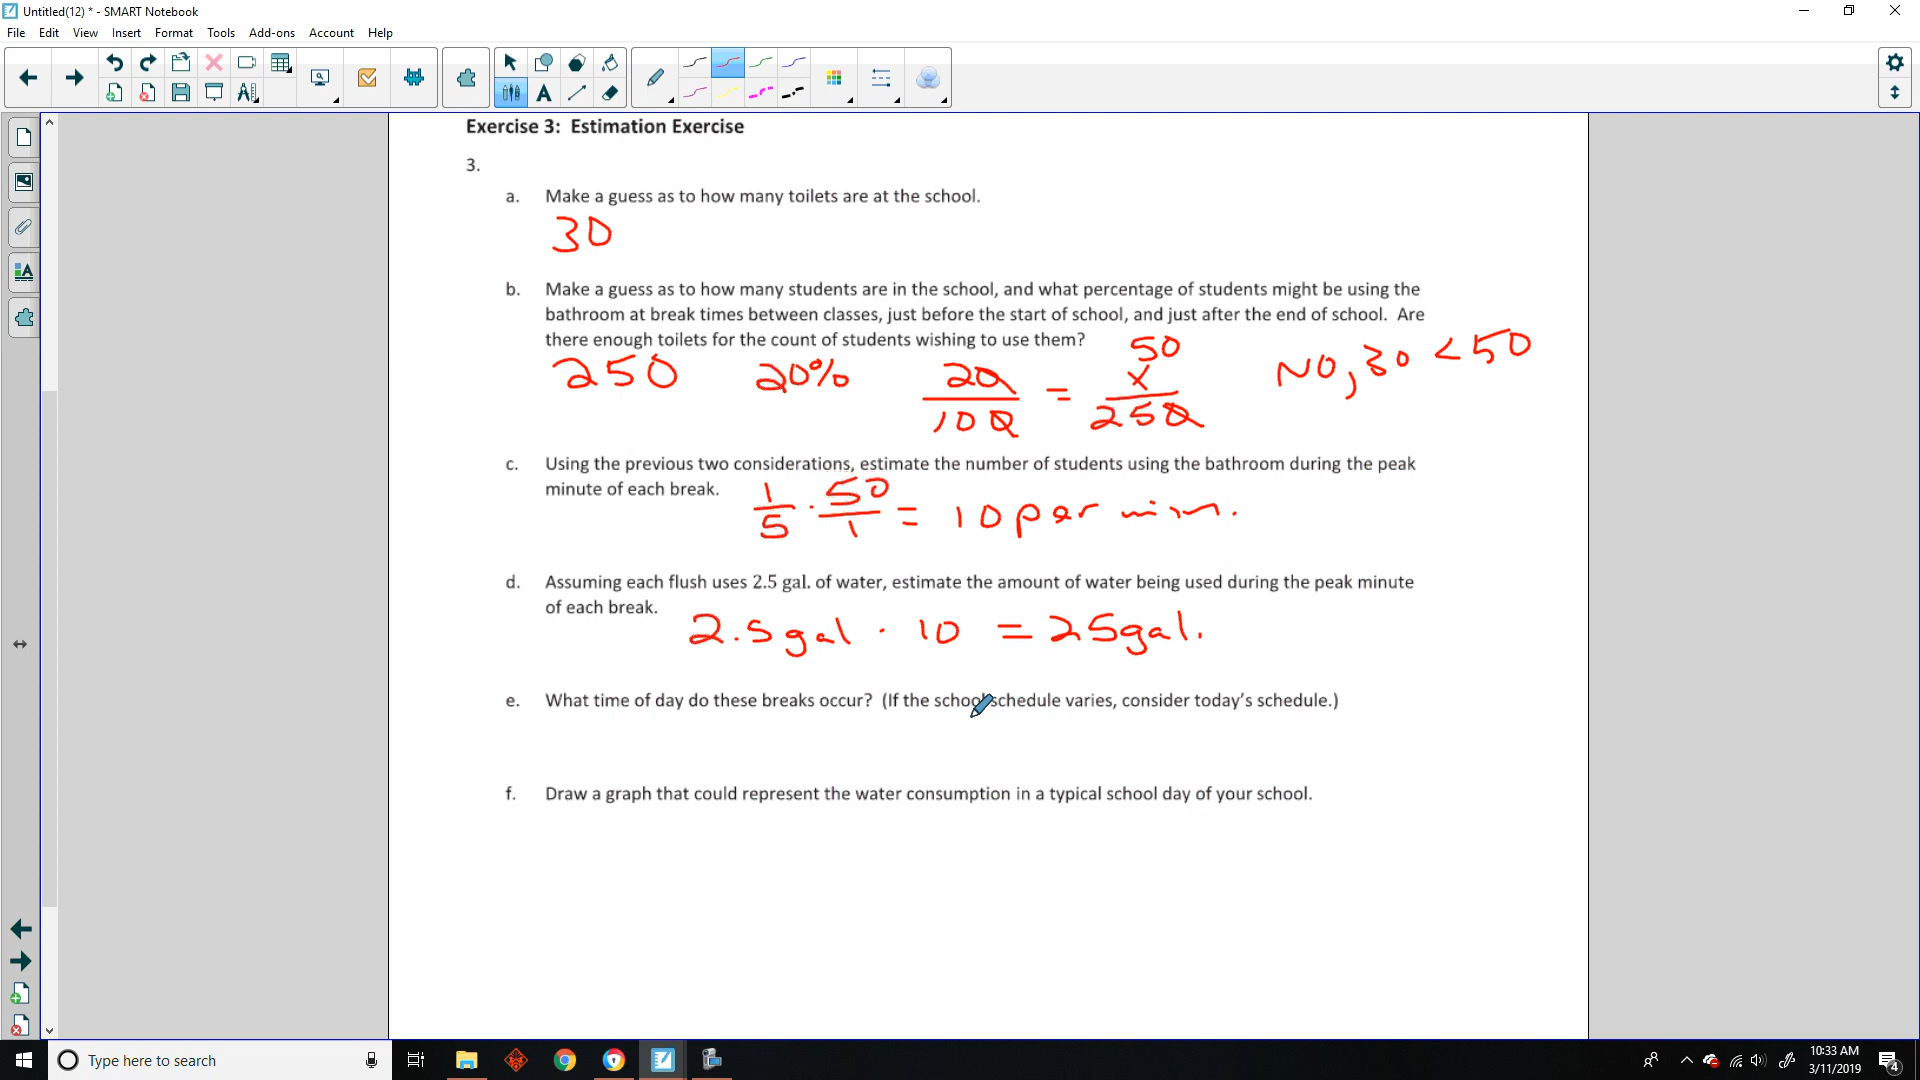 Untitled(12) * - SMART Notebook
File Edit View Insert Format Tools Add-ons Account Help
Exercise 3: Estimation Exercise
3.
a. Make a guess as to how many toilets are at the school.
30
b. Make a guess as to how many students are in the school, and what percentage of students might be using the
bathroom at break times between classes, just before the start of school, and just after the end of school. Are
there enough toilets for the count of students wishing to use them?
250 20% 20/100 = x/250 50 NO, 30 < 50
c. Using the previous two considerations, estimate the number of students using the bathroom during the peak
minute of each break.
1/5 · 50/1 = 10 per min.
d. Assuming each flush uses 2.5 gal. of water, estimate the amount of water being used during the peak minute
of each break.
2.5gal · 10 = 25gal.
e. What time of day do these breaks occur? (If the school schedule varies, consider today's schedule.)
f. Draw a graph that could represent the water consumption in a typical school day of your school.
Type here to search
10:33 AM
3/11/2019
4